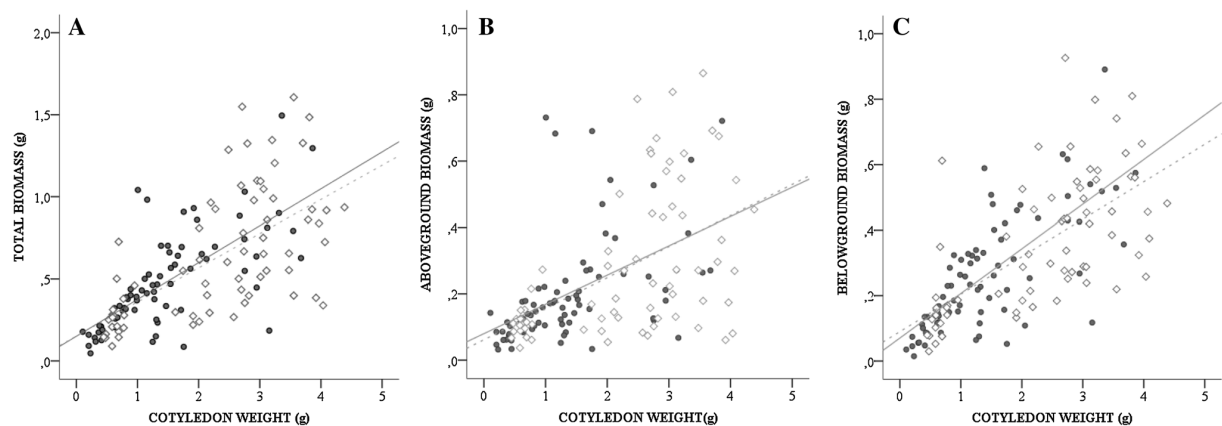 A
2,0
1,5
1,0
,5
,0
0 1 2 3 4 5
TOTAL BIOMASS (g)
COTYLEDON WEIGHT (g)
B
1,0
,8
,6
,4
,2
,0
0 1 2 3 4 5
ABOVEGROUND BIOMASS (g)
COTYLEDON WEIGHT(g)
C
1,0
,8
,6
,4
,2
,0
0 1 2 3 4 5
BELOWGROUND BIOMASS (g)
COTYLEDON WEIGHT (g)